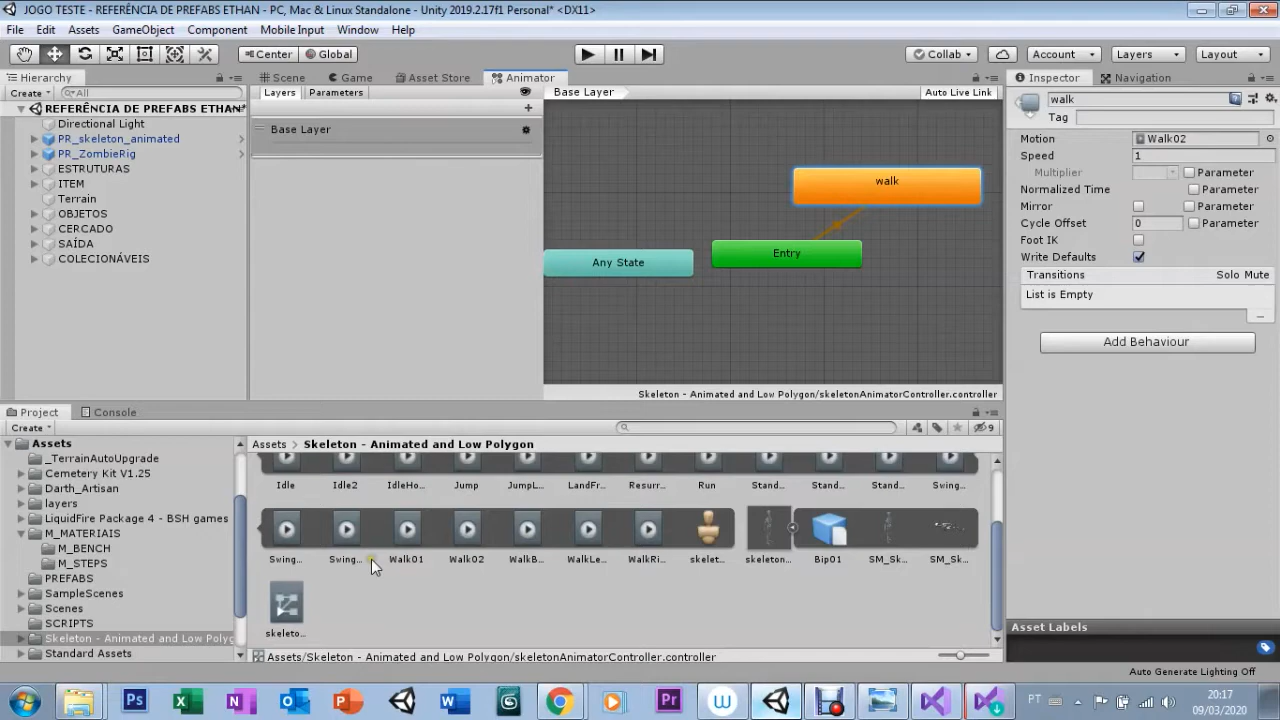 JOGO TESTE - REFERÊNCIA DE PREFABS ETHAN - PC, Mac & Linux Standalone - Unity 2019.2.17f1 Personal* <DX11>
File Edit Assets GameObject Component Mobile Input Window Help
Center Global Collab Account Layers Layout
Hierarchy
Create All
REFERÊNCIA DE PREFABS ETHAN*
Directional Light
PR_skeleton_animated
PR_ZombieRig
ESTRUTURAS
ITEM
Terrain
OBJETOS
CERCADO
SAÍDA
COLECIONÁVEIS
Scene Game Asset Store Animator
Layers Parameters
Base Layer
Base Layer Auto Live Link
walk
Entry
Any State
Skeleton - Animated and Low Polygon/skeletonAnimatorController.controller
Inspector Navigation
walk
Tag
Motion Walk02
Speed 1
Multiplier Parameter
Normalized Time Parameter
Mirror Parameter
Cycle Offset 0 Parameter
Foot IK
Write Defaults
Transitions Solo Mute
List is Empty
Add Behaviour
Asset Labels
Project Console
Create 9
Assets
_TerrainAutoUpgrade
Cemetery Kit V1.25
Darth_Artisan
layers
LiquidFire Package 4 - BSH games
M_MATERIAIS
M_BENCH
M_STEPS
PREFABS
SampleScenes
Scenes
SCRIPTS
Skeleton - Animated and Low Polyg
Standard Assets
Assets > Skeleton - Animated and Low Polygon
Idle Idle2 IdleHo... Jump JumpL... LandFr... Resurr... Run Stand... Stand... Stand... Swing...
Swing... Swing... Walk01 Walk02 WalkB... WalkLe... WalkRi... skelet... skeleton... Bip01 SM_Sk... SM_Sk...
skeleto...
Assets/Skeleton - Animated and Low Polygon/skeletonAnimatorController.controller
Auto Generate Lighting Off
PT
20:17
09/03/2020